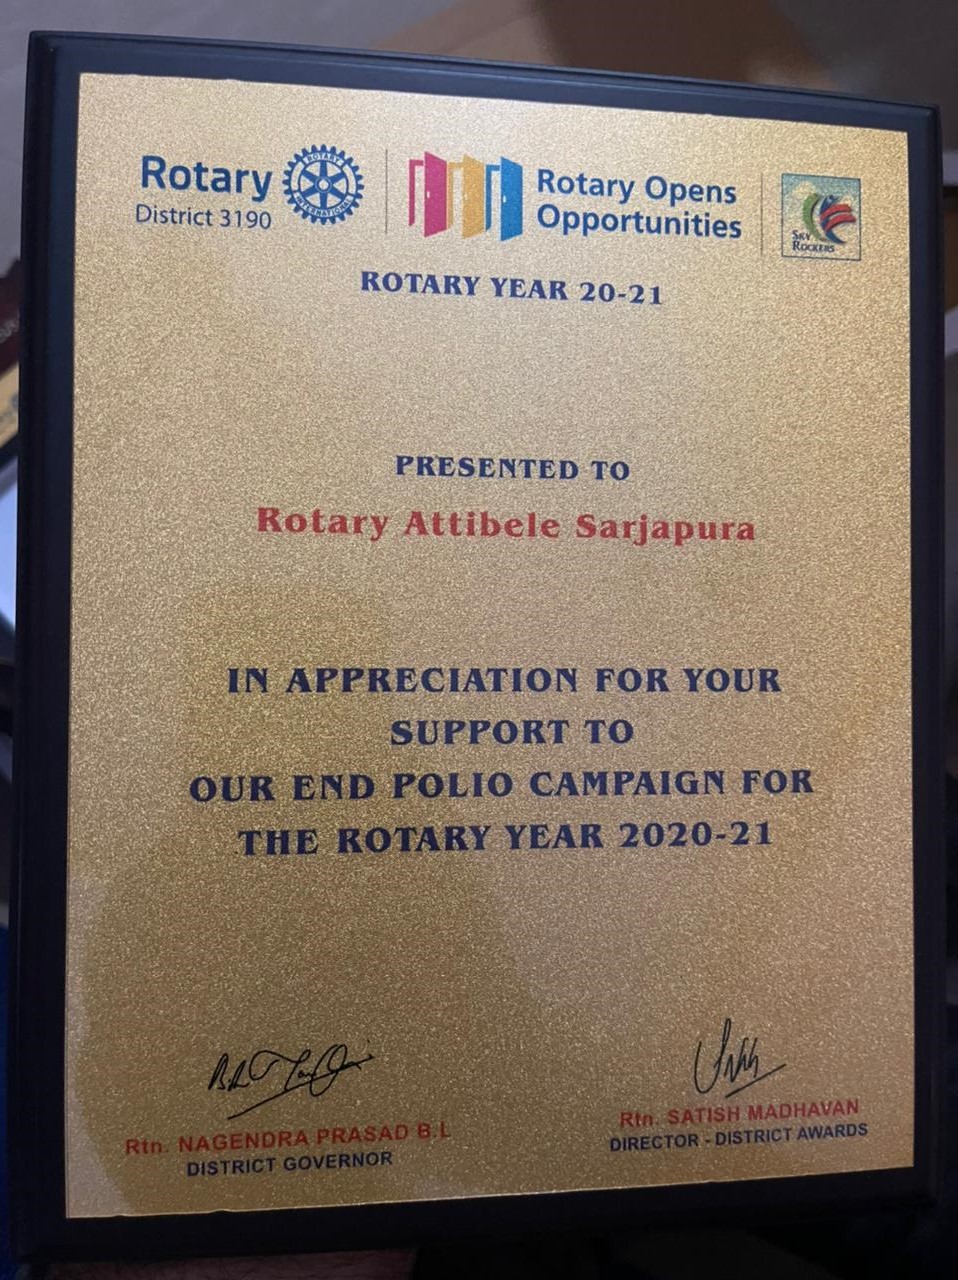 Rotary
District 3190
ROTARY
INTERNATIONAL
Rotary Opens
Opportunities
SKY
ROCKERS
ROTARY YEAR 20-21
PRESENTED TO
Rotary Attibele Sarjapura
IN APPRECIATION FOR YOUR
SUPPORT TO
OUR END POLIO CAMPAIGN FOR
THE ROTARY YEAR 2020-21
Rtn. NAGENDRA PRASAD B.L
DISTRICT GOVERNOR
Rtn. SATISH MADHAVAN
DIRECTOR - DISTRICT AWARDS